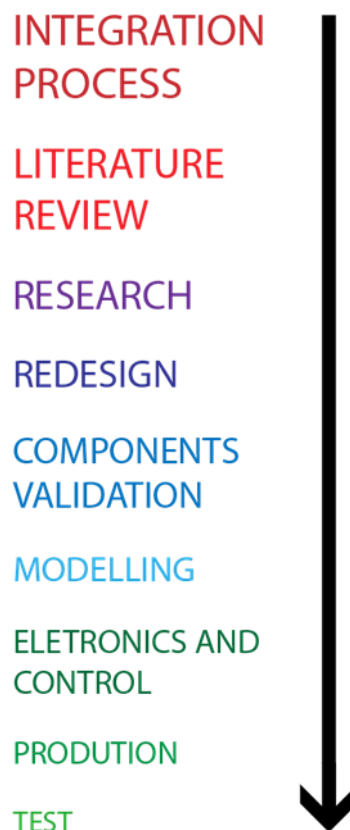 INTEGRATION
PROCESS
LITERATURE
REVIEW
RESEARCH
REDESIGN
COMPONENTS
VALIDATION
MODELLING
ELETRONICS AND
CONTROL
PRODUTION
TEST